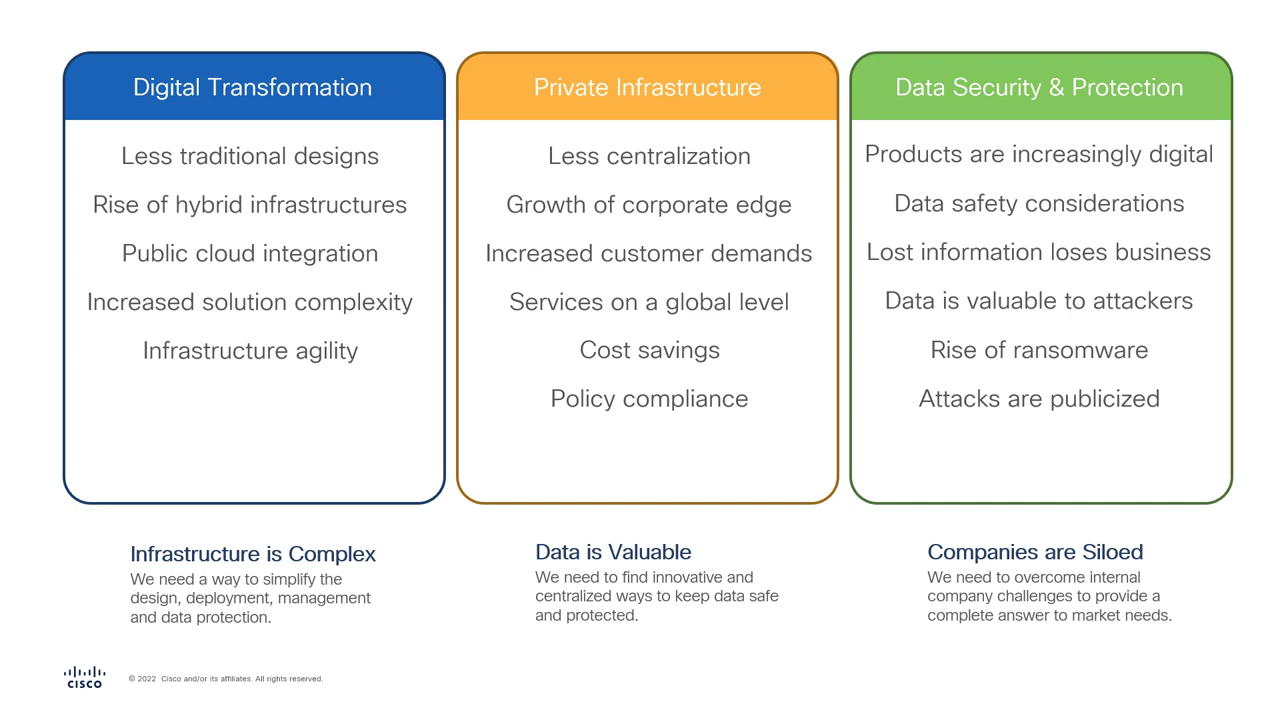 Digital Transformation
Less traditional designs
Rise of hybrid infrastructures
Public cloud integration
Increased solution complexity
Infrastructure agility
Private Infrastructure
Less centralization
Growth of corporate edge
Increased customer demands
Services on a global level
Cost savings
Policy compliance
Data Security & Protection
Products are increasingly digital
Data safety considerations
Lost information loses business
Data is valuable to attackers
Rise of ransomware
Attacks are publicized
Infrastructure is Complex
We need a way to simplify the
design, deployment, management
and data protection.
Data is Valuable
We need to find innovative and
centralized ways to keep data safe
and protected.
Companies are Siloed
We need to overcome internal
company challenges to provide a
complete answer to market needs.
CISCO
© 2022 Cisco and/or its affiliates. All rights reserved.